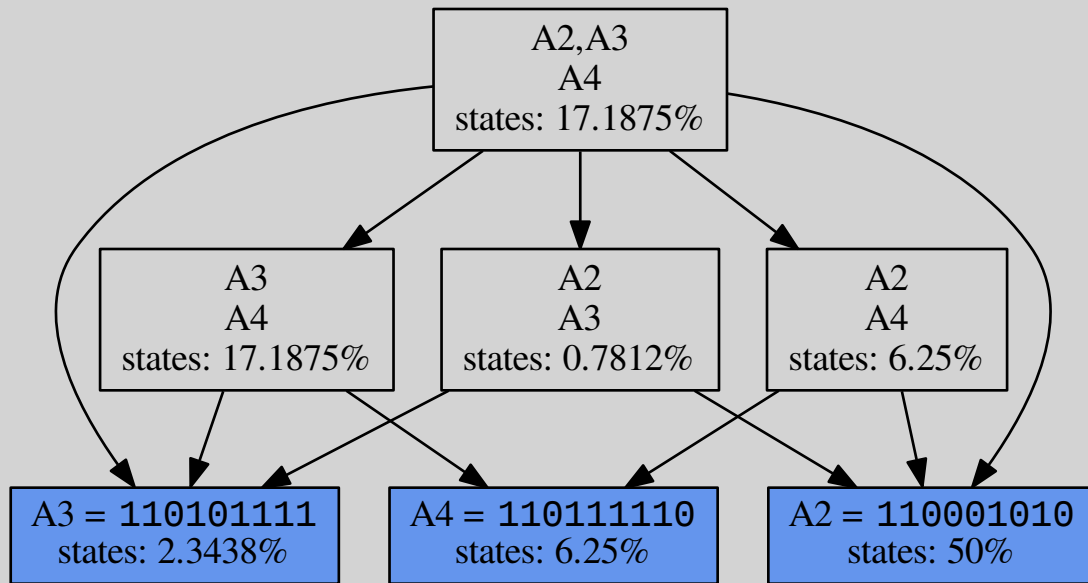 A2,A3
A4
states: 17.1875%
A3
A4
states: 17.1875%
A2
A3
states: 0.7812%
A2
A4
states: 6.25%
A3 = 110101111
states: 2.3438%
A4 = 110111110
states: 6.25%
A2 = 110001010
states: 50%